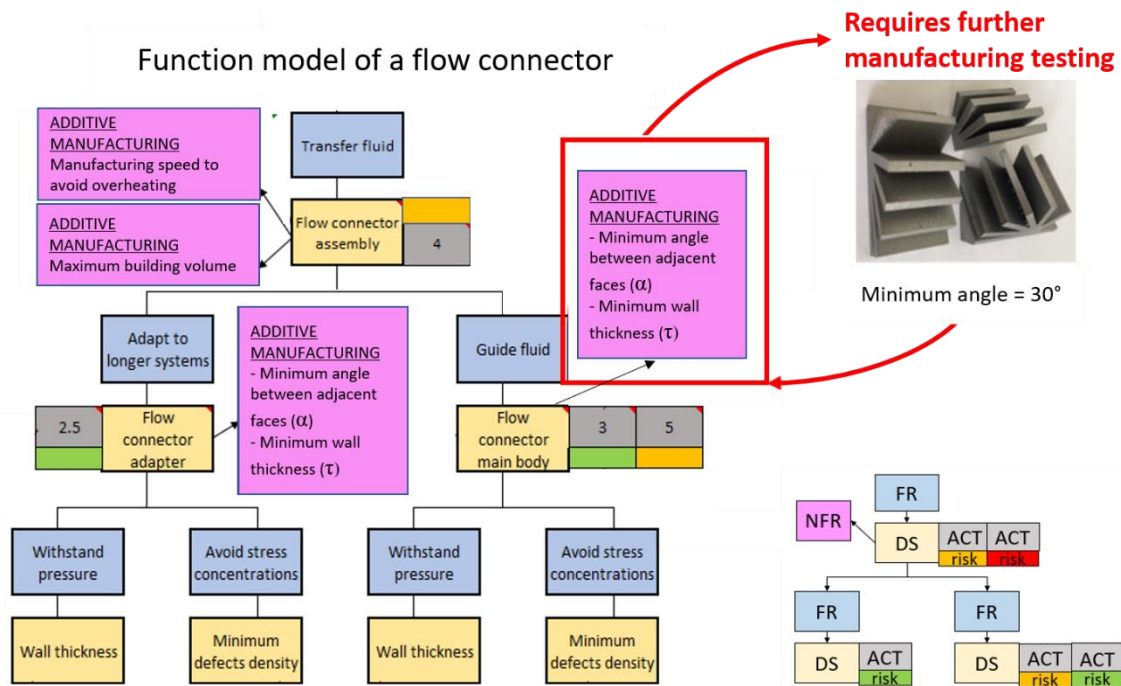 Function model of a flow connector
Requires further
manufacturing testing
ADDITIVE
MANUFACTURING
Manufacturing speed to
avoid overheating
ADDITIVE
MANUFACTURING
Maximum building volume
Transfer fluid
Flow connector
assembly
4
ADDITIVE
MANUFACTURING
- Minimum angle
between adjacent
faces (α)
- Minimum wall
thickness (τ)
Minimum angle = 30°
Adapt to
longer systems
ADDITIVE
MANUFACTURING
- Minimum angle
between adjacent
faces (α)
- Minimum wall
thickness (τ)
Guide fluid
2.5
Flow
connector
adapter
Flow
connector
main body
3
5
Withstand
pressure
Avoid stress
concentrations
Withstand
pressure
Avoid stress
concentrations
Wall thickness
Minimum
defects density
Wall thickness
Minimum
defects density
FR
NFR
DS
ACT
ACT
risk
risk
FR
FR
DS
ACT
risk
DS
ACT
ACT
risk
risk